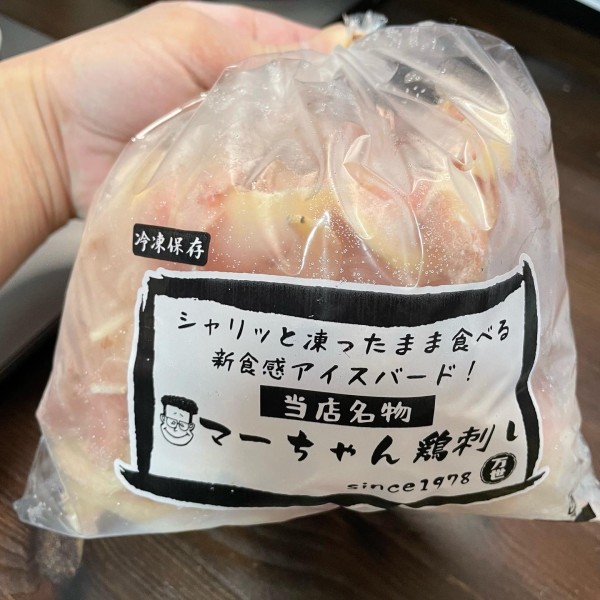 冷凍保存
シャリッと凍ったまま食べる
新食感アイスバード!
当店名物
マーちゃん鶏刺し
since1978
万世